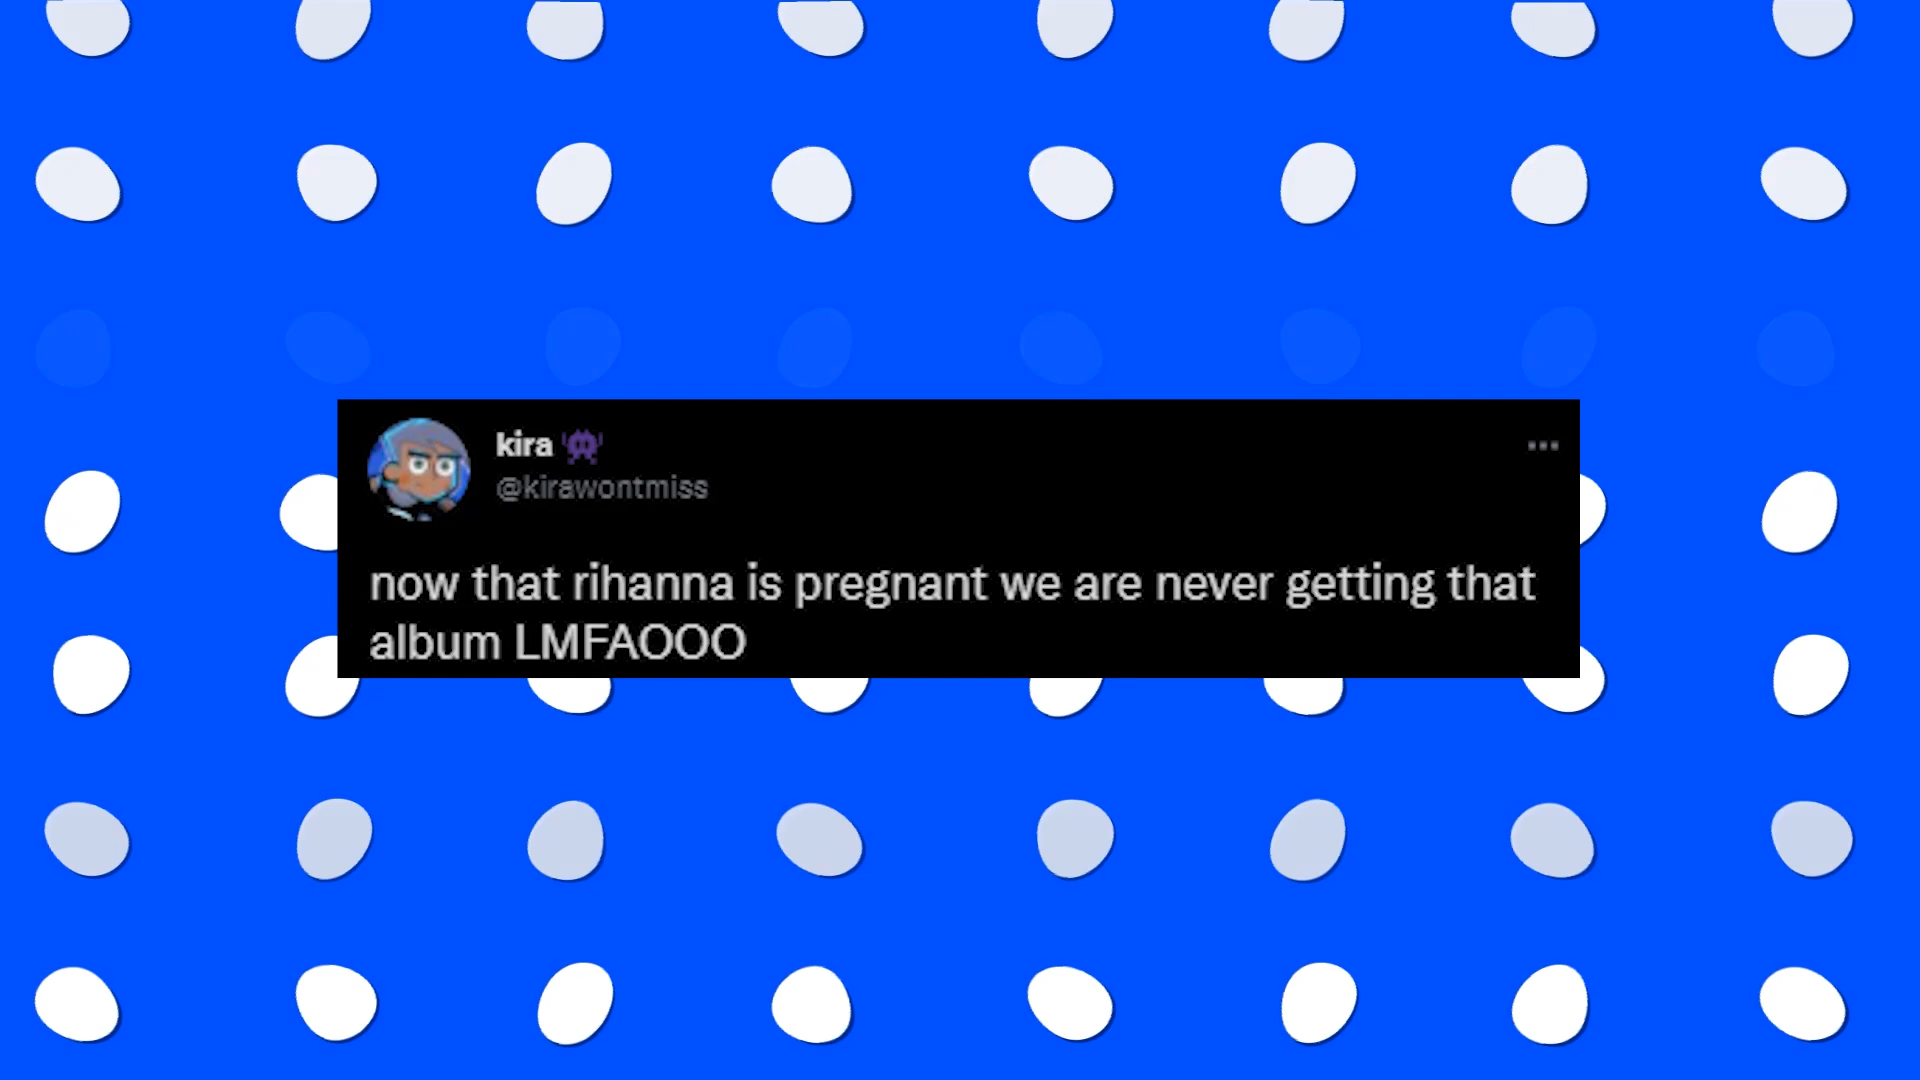 kira 👾
@kirawontmiss
now that rihanna is pregnant we are never getting that
album LMFAOOO